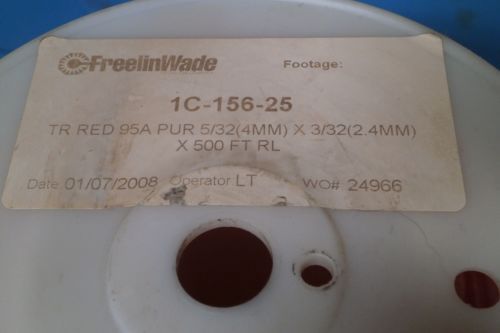 FreelinWade
Footage:
1C-156-25
TR RED 95A PUR 5/32(4MM) X 3/32(2.4MM)
X 500 FT RL
Date 01/07/2008 Operator LT WO# 24966